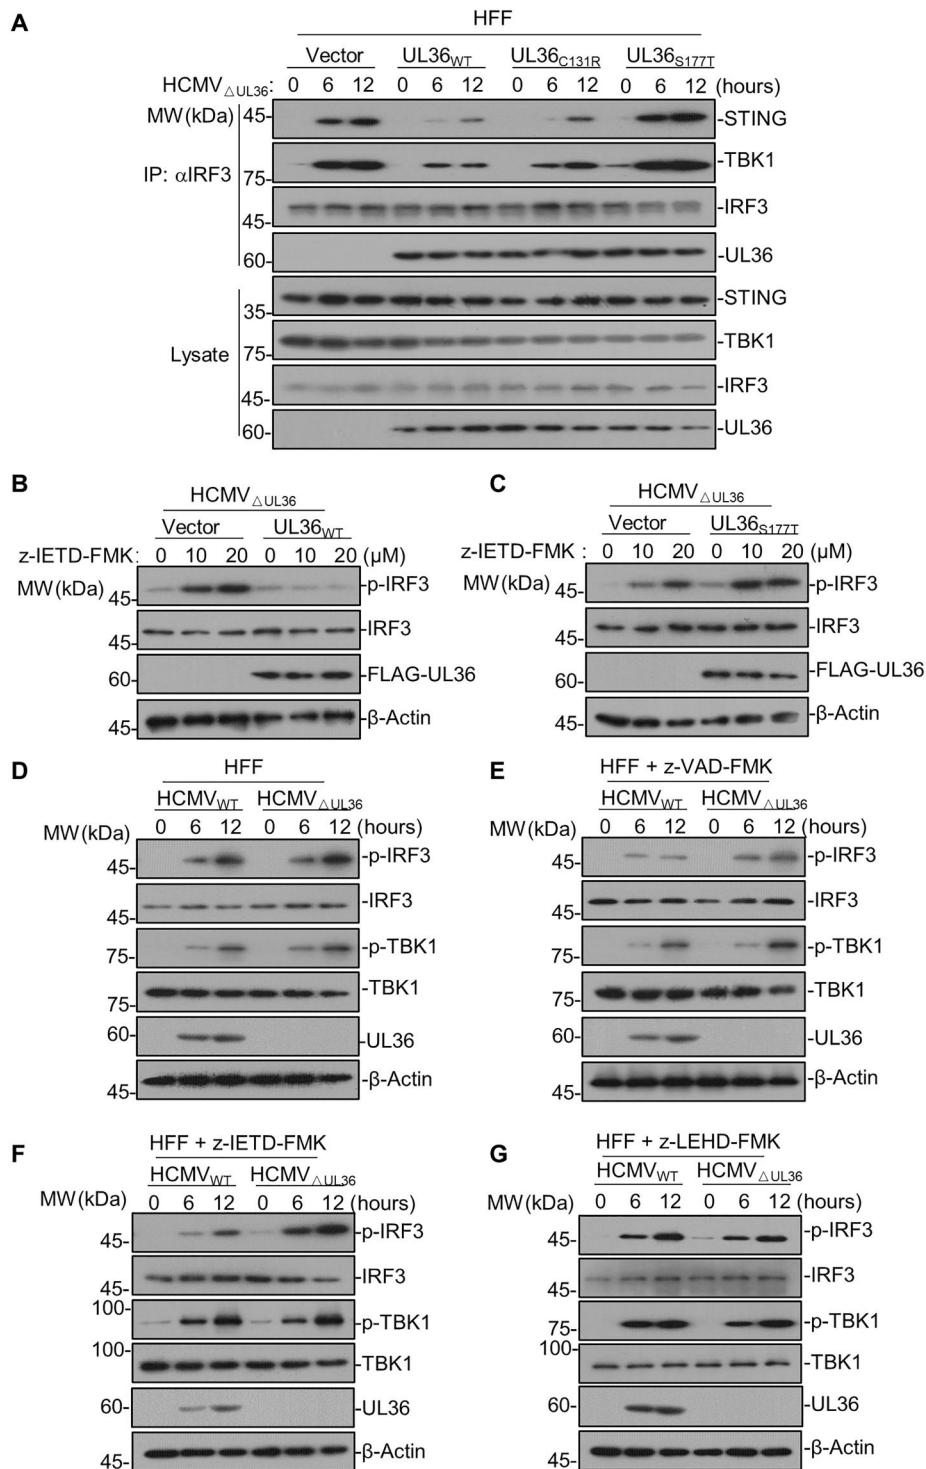 A
HFF
Vector UL36WT UL36C131R UL36S177T
HCMV△UL36: 0 6 12 0 6 12 0 6 12 0 6 12 (hours)
MW (kDa) 45- -STING
IP: αIRF3 75- -TBK1
45- -IRF3
60- -UL36
35- -STING
Lysate 75- -TBK1
45- -IRF3
60- -UL36
B
HCMV△UL36
Vector UL36WT
z-IETD-FMK: 0 10 20 0 10 20 (μM)
MW (kDa) 45- -p-IRF3
45- -IRF3
60- -FLAG-UL36
45- -β-Actin
C
HCMV△UL36
Vector UL36S177T
z-IETD-FMK : 0 10 20 0 10 20 (μM)
MW (kDa) 45- -p-IRF3
45- -IRF3
60- -FLAG-UL36
45- -β-Actin
D
HFF
HCMVWT HCMV△UL36
MW (kDa) 0 6 12 0 6 12 (hours)
45- -p-IRF3
45- -IRF3
75- -p-TBK1
75- -TBK1
60- -UL36
45- -β-Actin
E
HFF + z-VAD-FMK
HCMVWT HCMV△UL36
MW (kDa) 0 6 12 0 6 12 (hours)
45- -p-IRF3
45- -IRF3
75- -p-TBK1
75- -TBK1
60- -UL36
45- -β-Actin
F
HFF + z-IETD-FMK
HCMVWT HCMV△UL36
MW (kDa) 0 6 12 0 6 12 (hours)
45- -p-IRF3
45- -IRF3
100- -p-TBK1
100- -TBK1
60- -UL36
45- -β-Actin
G
HFF + z-LEHD-FMK
HCMVWT HCMV△UL36
MW (kDa) 0 6 12 0 6 12 (hours)
45- -p-IRF3
45- -IRF3
75- -p-TBK1
100- -TBK1
60- -UL36
45- -β-Actin